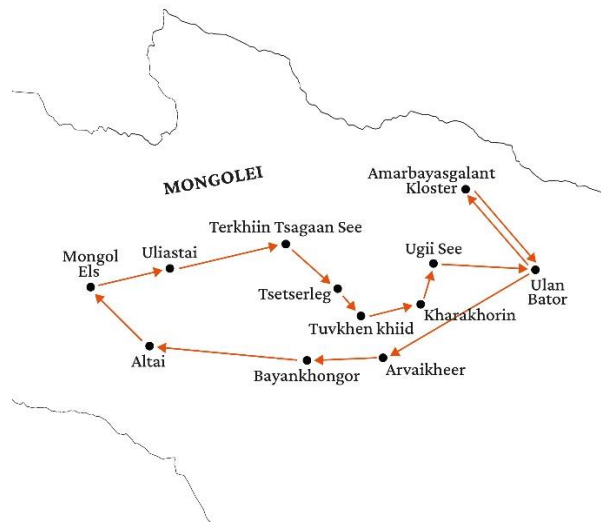 MONGOLEI
Amarbayasgalant
Kloster
Terkhiin Tsagaan See
Ugii See
Mongol
Els
Uliastai
Ulan
Bator
Tsetserleg
Kharakhorin
Tuvkhen khiid
Altai
Bayankhongor
Arvaikheer